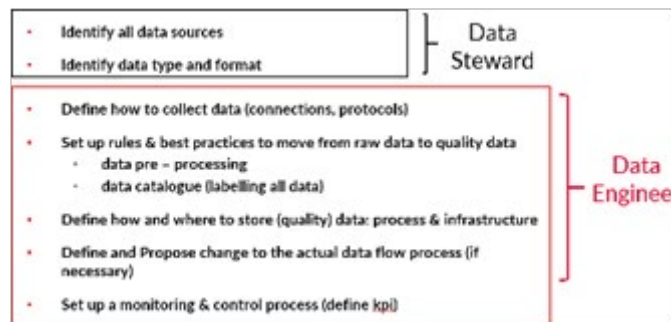 • Identify all data sources
• Identify data type and format
Data
Steward
• Define how to collect data (connections, protocols)
• Set up rules & best practices to move from raw data to quality data
• data pre – processing
• data catalogue (labelling all data)
• Define how and where to store (quality) data: process & infrastructure
• Define and Propose change to the actual data flow process (if
necessary)
• Set up a monitoring & control process (define kpi)
Data
Enginee